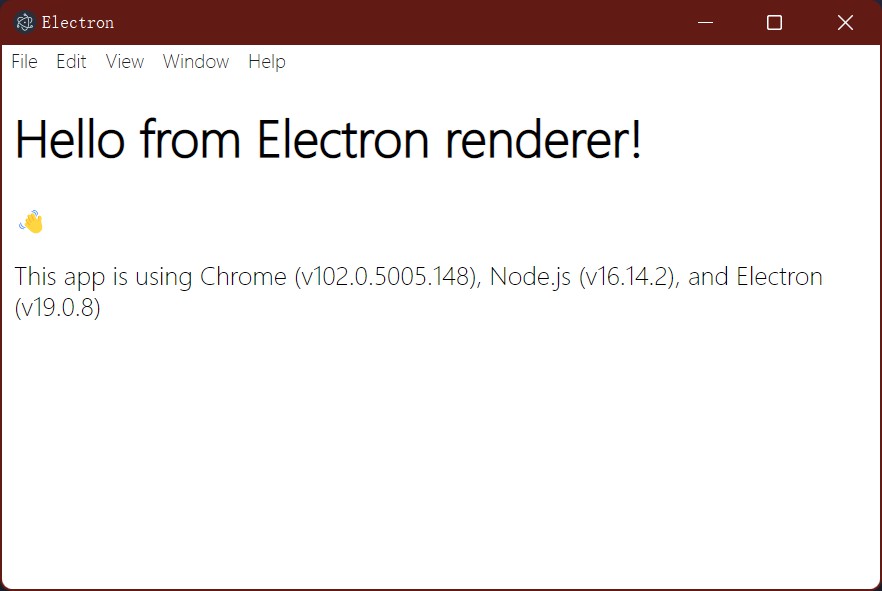 Electron
File Edit View Window Help
Hello from Electron renderer!
👋
This app is using Chrome (v102.0.5005.148), Node.js (v16.14.2), and Electron
(v19.0.8)